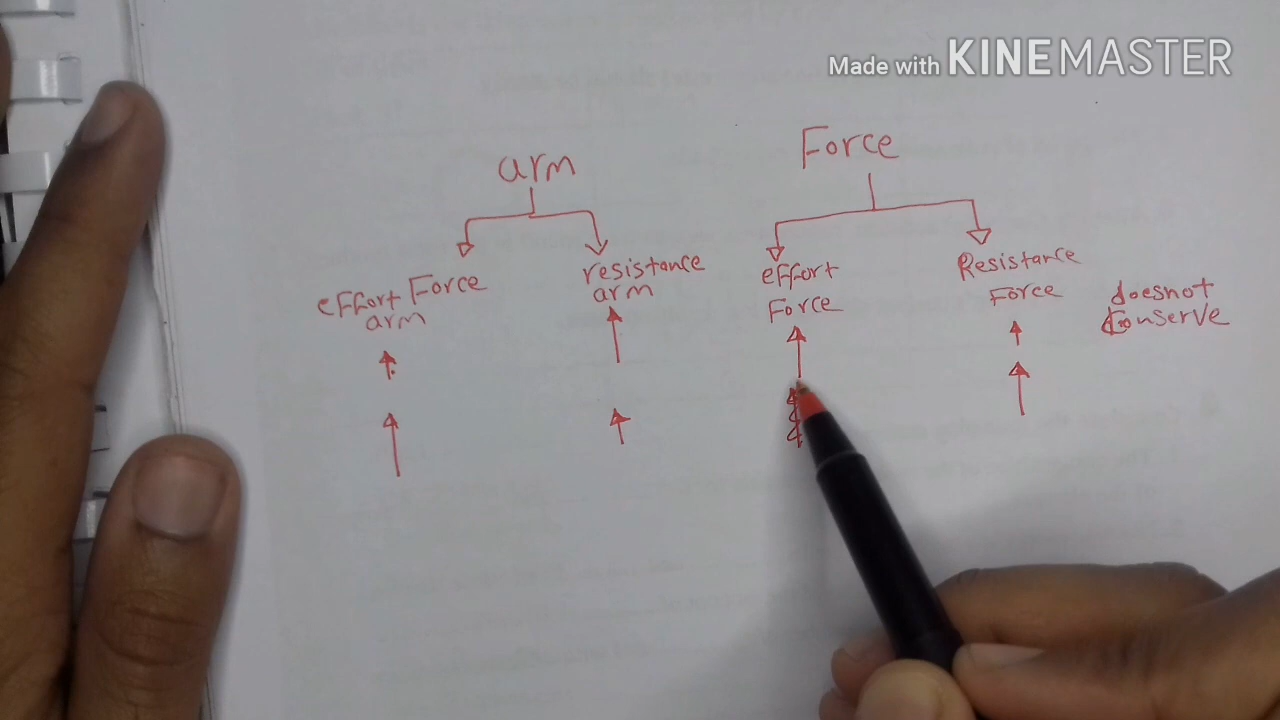 Made with KINEMASTER
arm
Force
effort Force
arm
resistance
arm
effort
Force
Resistance
Force
doesnot
conserve